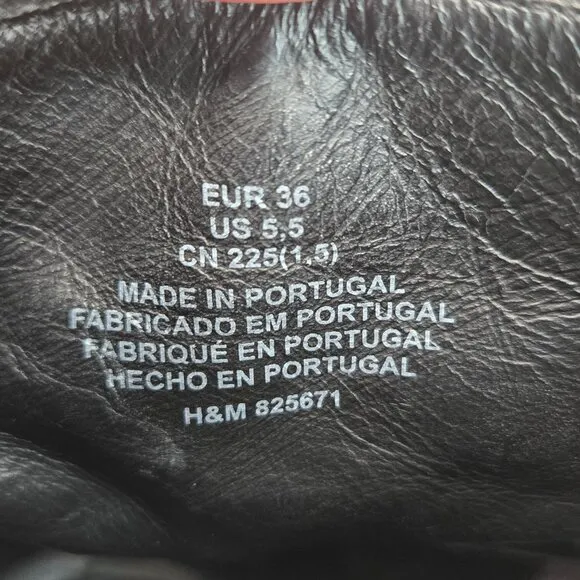 EUR 36
US 5,5
CN 225(1,5)
MADE IN PORTUGAL
FABRICADO EM PORTUGAL
FABRIQUÉ EN PORTUGAL
HECHO EN PORTUGAL
H&M 825671